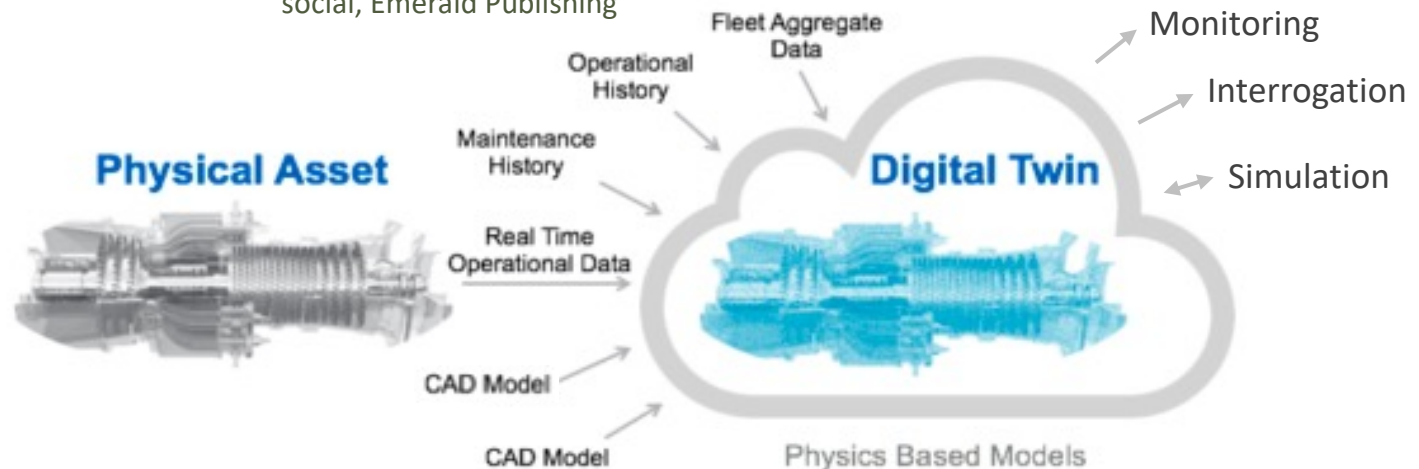 social, Emerald Publishing
Fleet Aggregate
Data
Monitoring
Operational
History
Interrogation
Maintenance
History
Physical Asset
Digital Twin
Simulation
Real Time
Operational Data
CAD Model
CAD Model
Physics Based Models